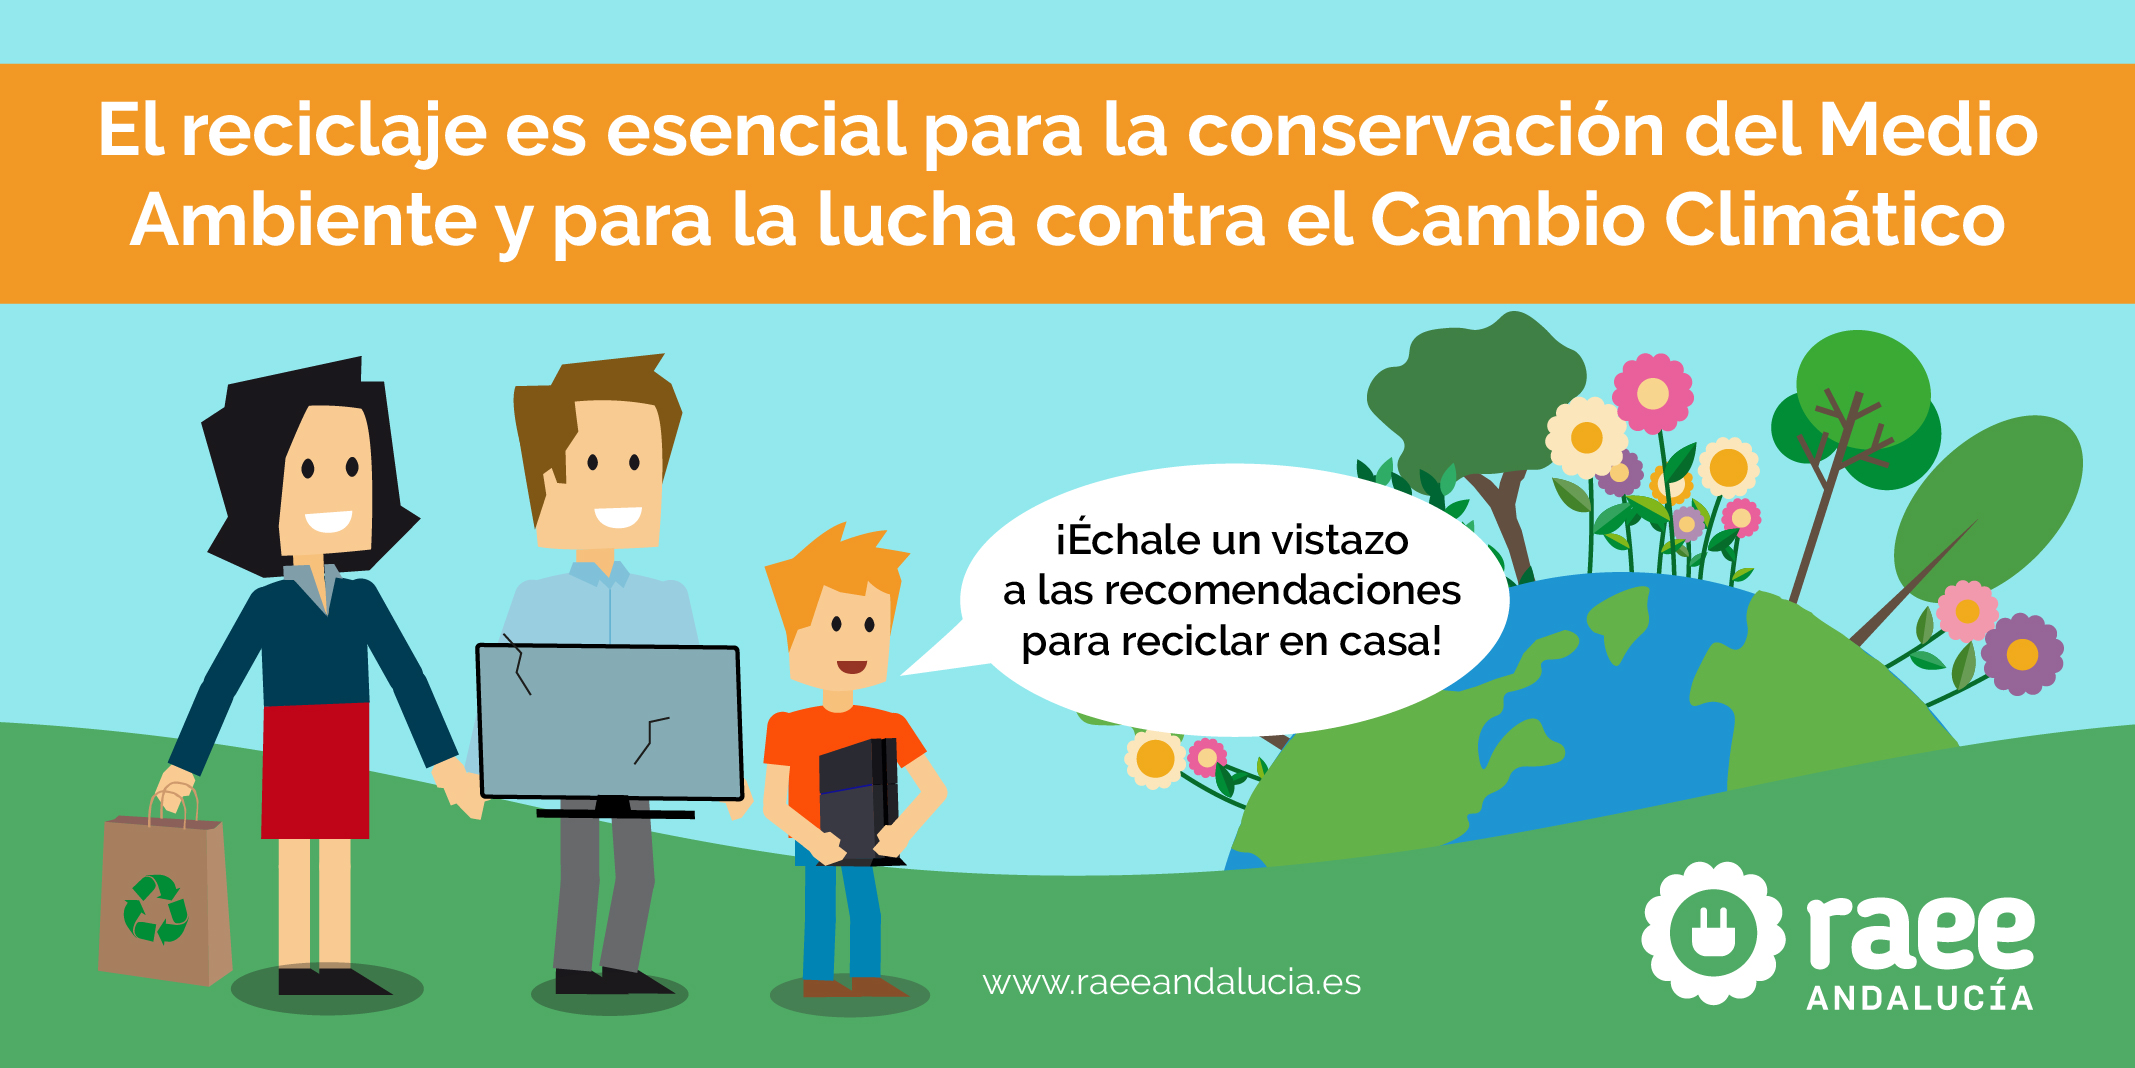 El reciclaje es esencial para la conservación del Medio
Ambiente y para la lucha contra el Cambio Climático
¡Échale un vistazo
a las recomendaciones
para reciclar en casa!
www.raeeandalucia.es
raee
ANDALUCÍA